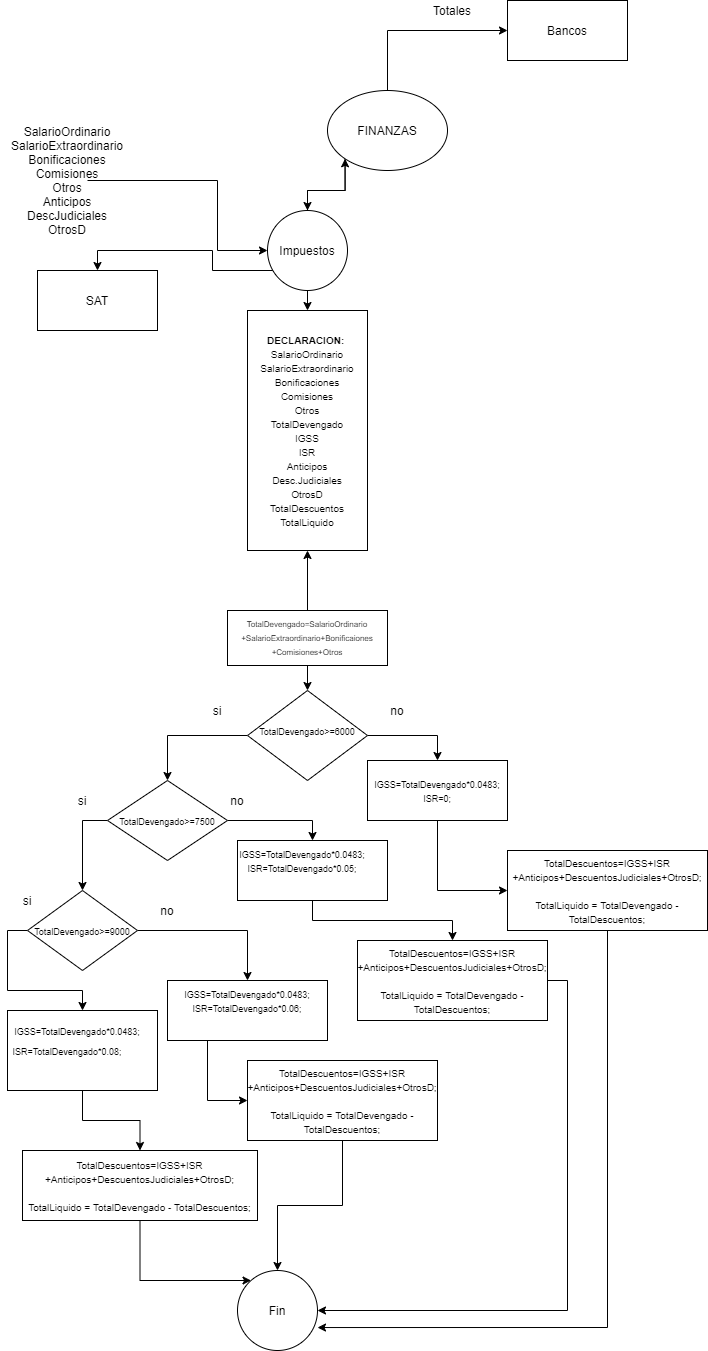 Totales
Bancos
FINANZAS
SalarioOrdinario
SalarioExtraordinario
Bonificaciones
Comisiones
Otros
Anticipos
DescJudiciales
OtrosD
Impuestos
SAT
DECLARACION:
SalarioOrdinario
SalarioExtraordinario
Bonificaciones
Comisiones
Otros
TotalDevengado
IGSS
ISR
Anticipos
Desc.Judiciales
OtrosD
TotalDescuentos
TotalLiquido
TotalDevengado=SalarioOrdinario
+SalarioExtraordinario+Bonificaiones
+Comisiones+Otros
si
no
TotalDevengado>=6000
IGSS=TotalDevengado*0.0483;
ISR=0;
si
no
TotalDevengado>=7500
IGSS=TotalDevengado*0.0483;
ISR=TotalDevengado*0.05;
TotalDescuentos=IGSS+ISR
+Anticipos+DescuentosJudiciales+OtrosD;
TotalLiquido = TotalDevengado -
TotalDescuentos;
si
no
TotalDevengado>=9000
TotalDescuentos=IGSS+ISR
+Anticipos+DescuentosJudiciales+OtrosD;
TotalLiquido = TotalDevengado -
TotalDescuentos;
IGSS=TotalDevengado*0.0483;
ISR=TotalDevengado*0.06;
IGSS=TotalDevengado*0.0483;
ISR=TotalDevengado*0.08;
TotalDescuentos=IGSS+ISR
+Anticipos+DescuentosJudiciales+OtrosD;
TotalLiquido = TotalDevengado -
TotalDescuentos;
TotalDescuentos=IGSS+ISR
+Anticipos+DescuentosJudiciales+OtrosD;
TotalLiquido = TotalDevengado - TotalDescuentos;
Fin